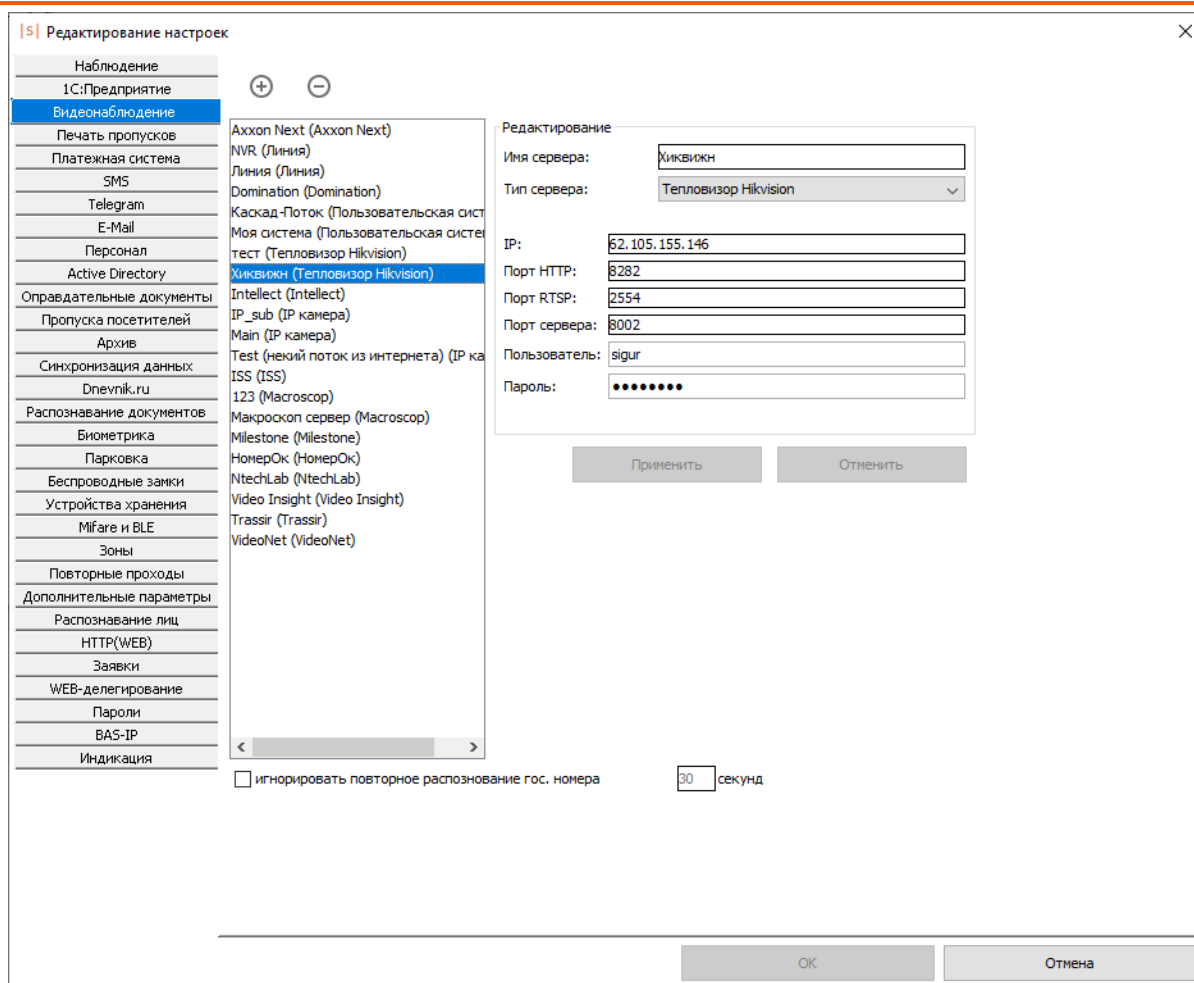 |S| Редактирование настроек
Наблюдение
1С:Предприятие
Видеонаблюдение
Печать пропусков
Платежная система
SMS
Telegram
E-Mail
Персонал
Active Directory
Оправдательные документы
Пропуска посетителей
Архив
Синхронизация данных
Dnevnik.ru
Распознавание документов
Биометрика
Парковка
Беспроводные замки
Устройства хранения
Mifare и BLE
Зоны
Повторные проходы
Дополнительные параметры
Распознавание лиц
HTTP(WEB)
Заявки
WEB-делегирование
Пароли
BAS-IP
Индикация
Axxon Next (Axxon Next)
NVR (Линия)
Линия (Линия)
Domination (Domination)
Каскад-Поток (Пользовательская сист
Моя система (Пользовательская систе
тест (Тепловизор Hikvision)
Хиквижн (Тепловизор Hikvision)
Intellect (Intellect)
IP_sub (IP камера)
Main (IP камера)
Test (некий поток из интернета) (IP ка
ISS (ISS)
123 (Macroscop)
Макроскоп сервер (Macroscop)
Milestone (Milestone)
НомерОк (НомерОк)
NtechLab (NtechLab)
Video Insight (Video Insight)
Trassir (Trassir)
VideoNet (VideoNet)
Редактирование
Имя сервера: Хиквижн
Тип сервера: Тепловизор Hikvision
IP: 62.105.155.146
Порт HTTP: 8282
Порт RTSP: 2554
Порт сервера: 8002
Пользователь: sigur
Пароль: ●●●●●●●●
Применить Отменить
игнорировать повторное распознование гос. номера 30 секунд
OK Отмена